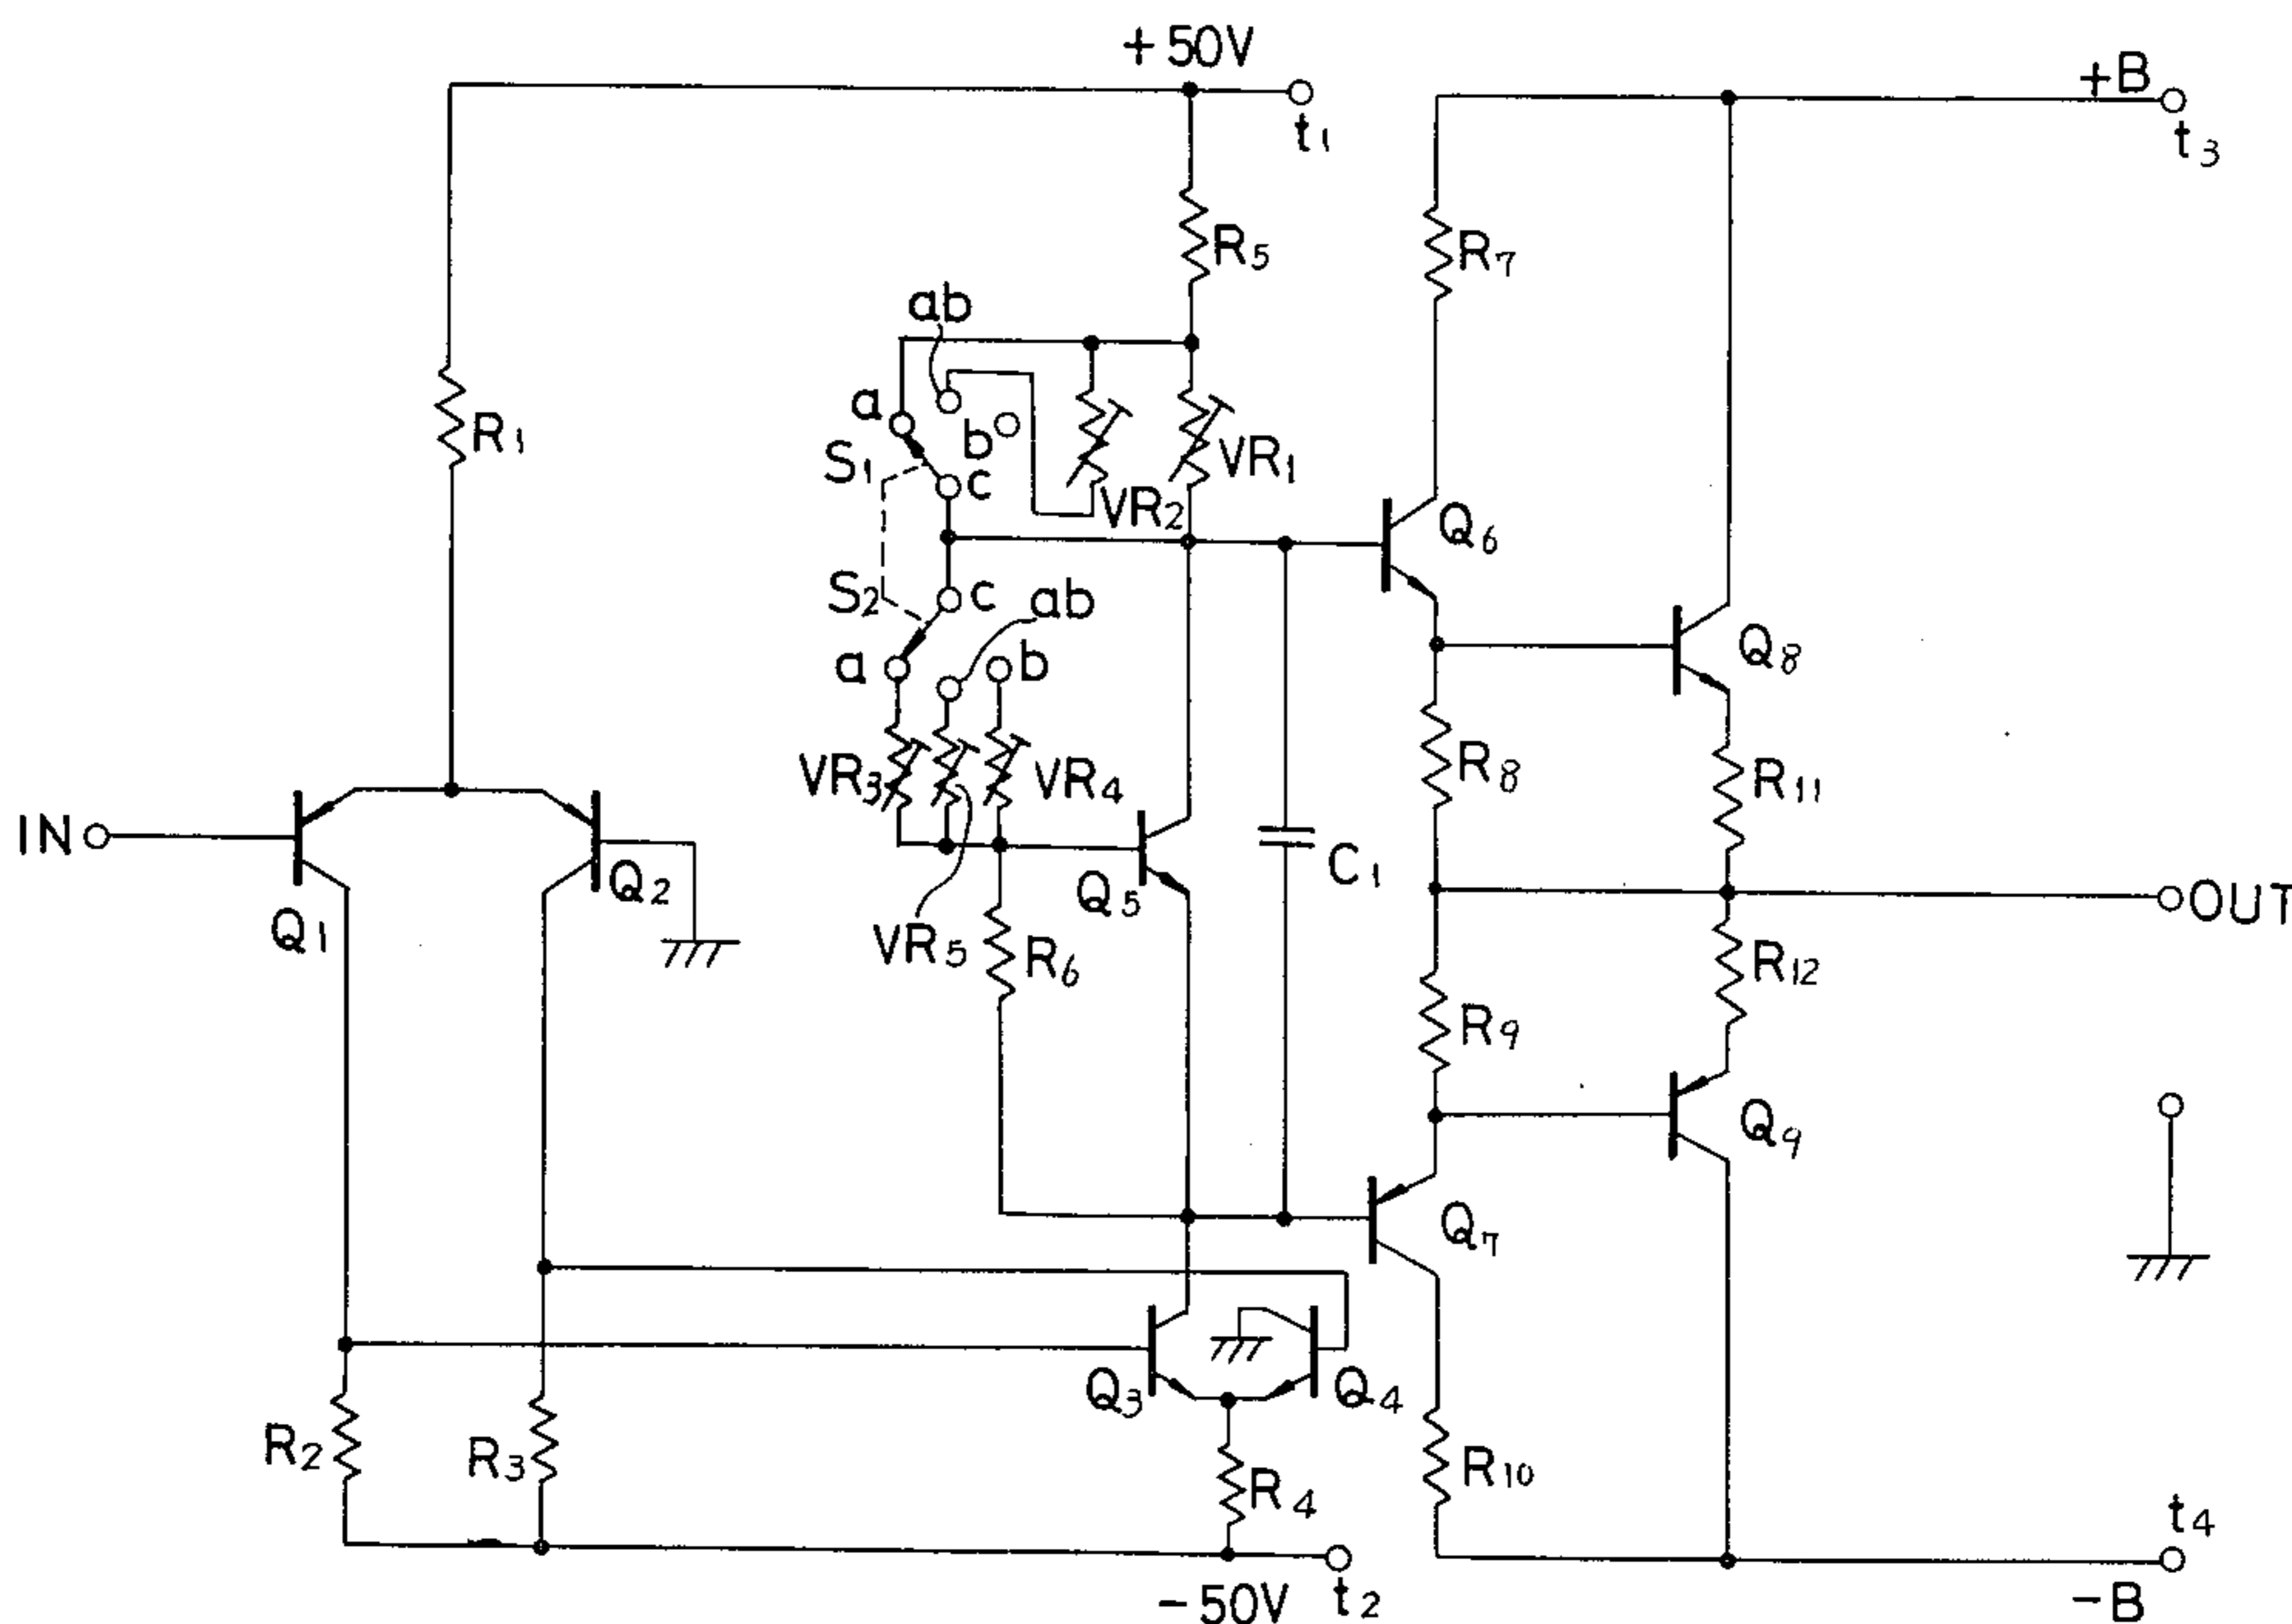 +50V
t1
+B
t3
R5
R7
ab
a
b
R1
S1
c
VR1
VR2
Q6
S2
c
ab
a
b
Q8
VR3
VR4
R8
R11
IN
Q1
Q2
Q5
C1
OUT
VR5
R6
R9
R12
Q9
Q7
Q3
Q4
R2
R3
R4
R10
t4
-50V
t2
-B